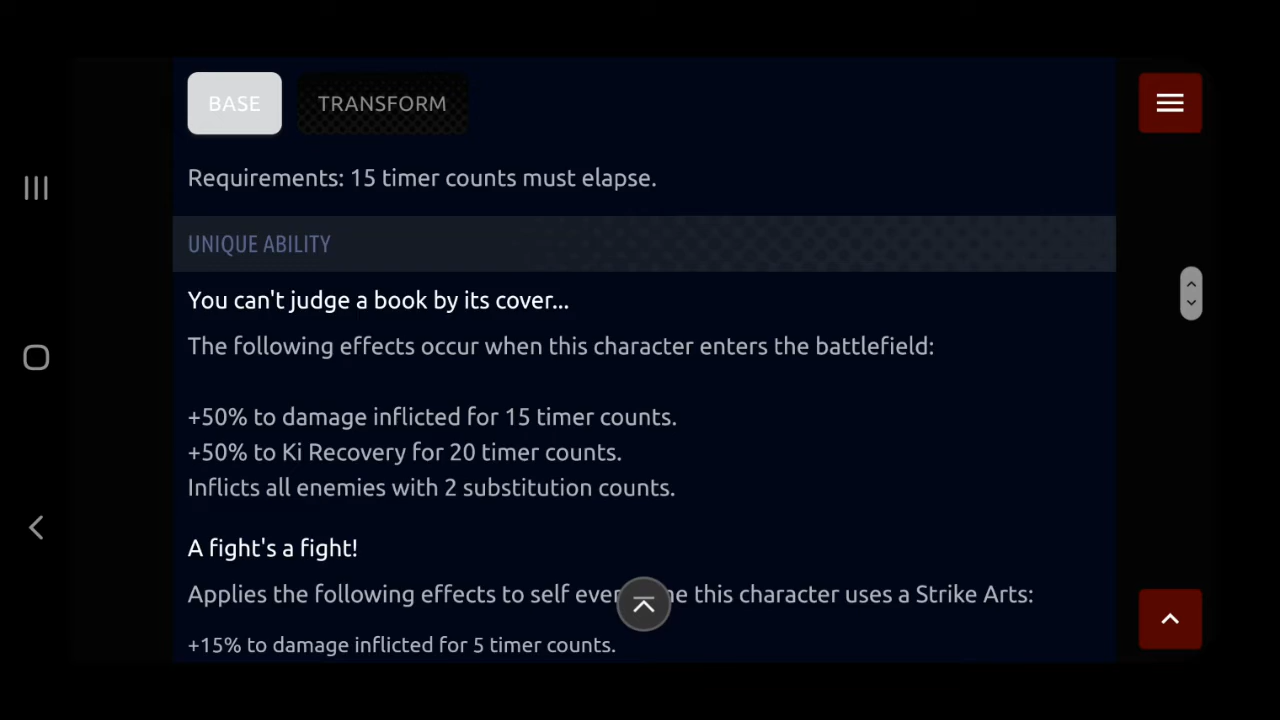 BASE TRANSFORM
Requirements: 15 timer counts must elapse.
UNIQUE ABILITY
You can't judge a book by its cover...
The following effects occur when this character enters the battlefield:
+50% to damage inflicted for 15 timer counts.
+50% to Ki Recovery for 20 timer counts.
Inflicts all enemies with 2 substitution counts.
A fight's a fight!
Applies the following effects to self this character uses a Strike Arts:
+15% to damage inflicted for 5 timer counts.